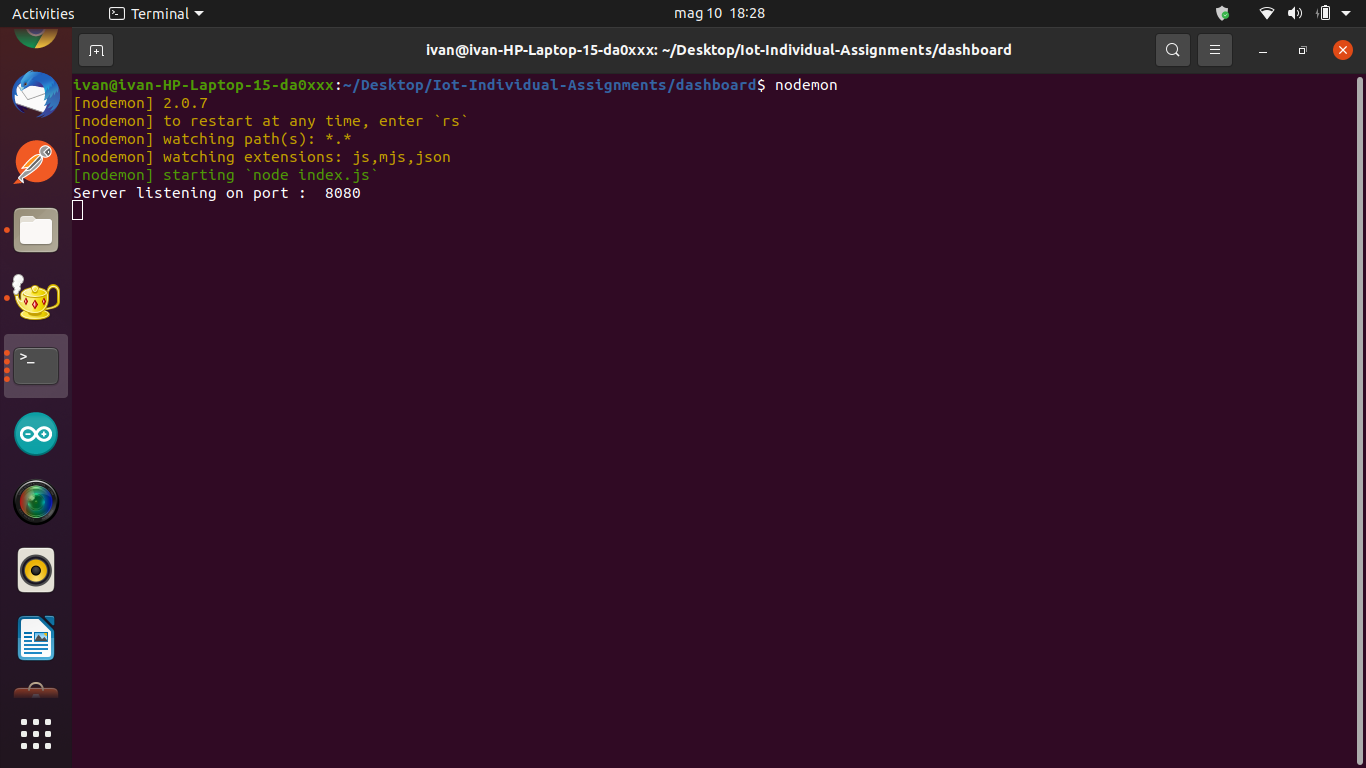 Activities Terminal mag 10 18:28
ivan@ivan-HP-Laptop-15-da0xxx: ~/Desktop/Iot-Individual-Assignments/dashboard
ivan@ivan-HP-Laptop-15-da0xxx:~/Desktop/Iot-Individual-Assignments/dashboard$ nodemon
[nodemon] 2.0.7
[nodemon] to restart at any time, enter `rs`
[nodemon] watching path(s): *.*
[nodemon] watching extensions: js,mjs,json
[nodemon] starting `node index.js`
Server listening on port :  8080
>_